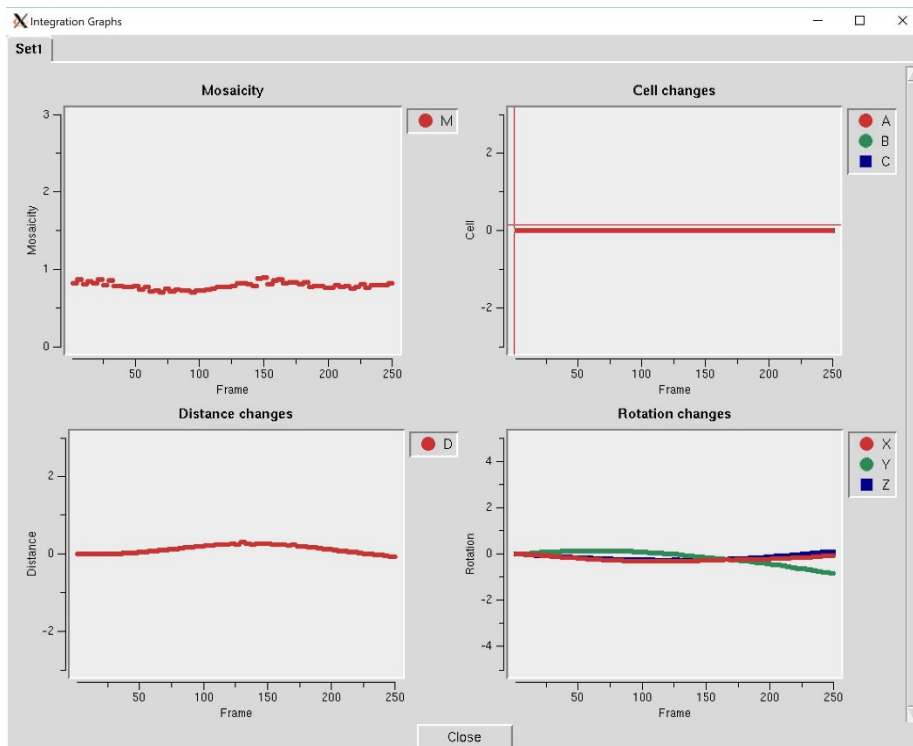 Integration Graphs
Set1
Mosaicity
3
2
1
0
Mosaicity
50 100 150 200 250
Frame
M
Cell changes
2
0
-2
Cell
50 100 150 200 250
Frame
A
B
C
Distance changes
2
0
-2
Distance
50 100 150 200 250
Frame
D
Rotation changes
4
2
0
-2
-4
Rotation
50 100 150 200 250
Frame
X
Y
Z
Close